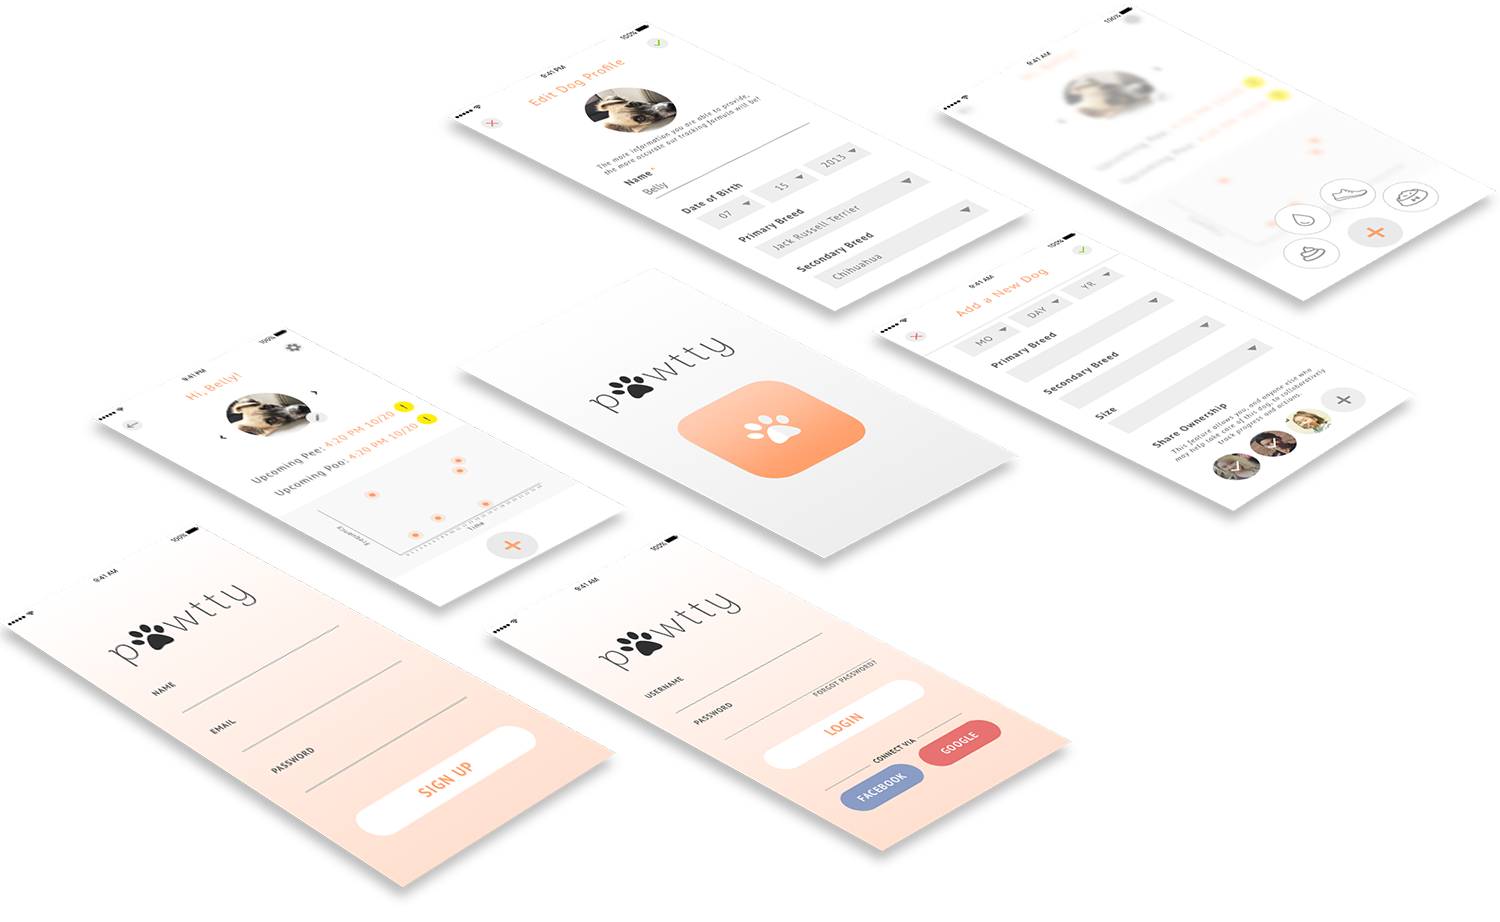 9:41 PM
100%
Edit Dog Profile
The more information you are able to provide,
the more accurate our tracking formula will be!
Name *
Belly
Date of Birth
07 15 2013
Primary Breed
Jack Russell Terrier
Secondary Breed
Chihuahua
9:41 AM
100%
9:41 AM
100%
Add a New Dog
MO DAY YR
Primary Breed
Secondary Breed
Size
Share Ownership
This feature allows you, and anyone else who
may help take care of this dog, to collaboratively
track progress and actions.
pawtty
9:41 PM
100%
Hi, Belly!
Upcoming Pee: 4:20 PM 10/20
Upcoming Poo: 4:20 PM 10/20
Frequency
Time
9:41 AM
100%
pawtty
NAME
EMAIL
PASSWORD
SIGN UP
9:41 AM
100%
pawtty
USERNAME
PASSWORD
FORGOT PASSWORD?
LOGIN
CONNECT VIA
FACEBOOK
GOOGLE